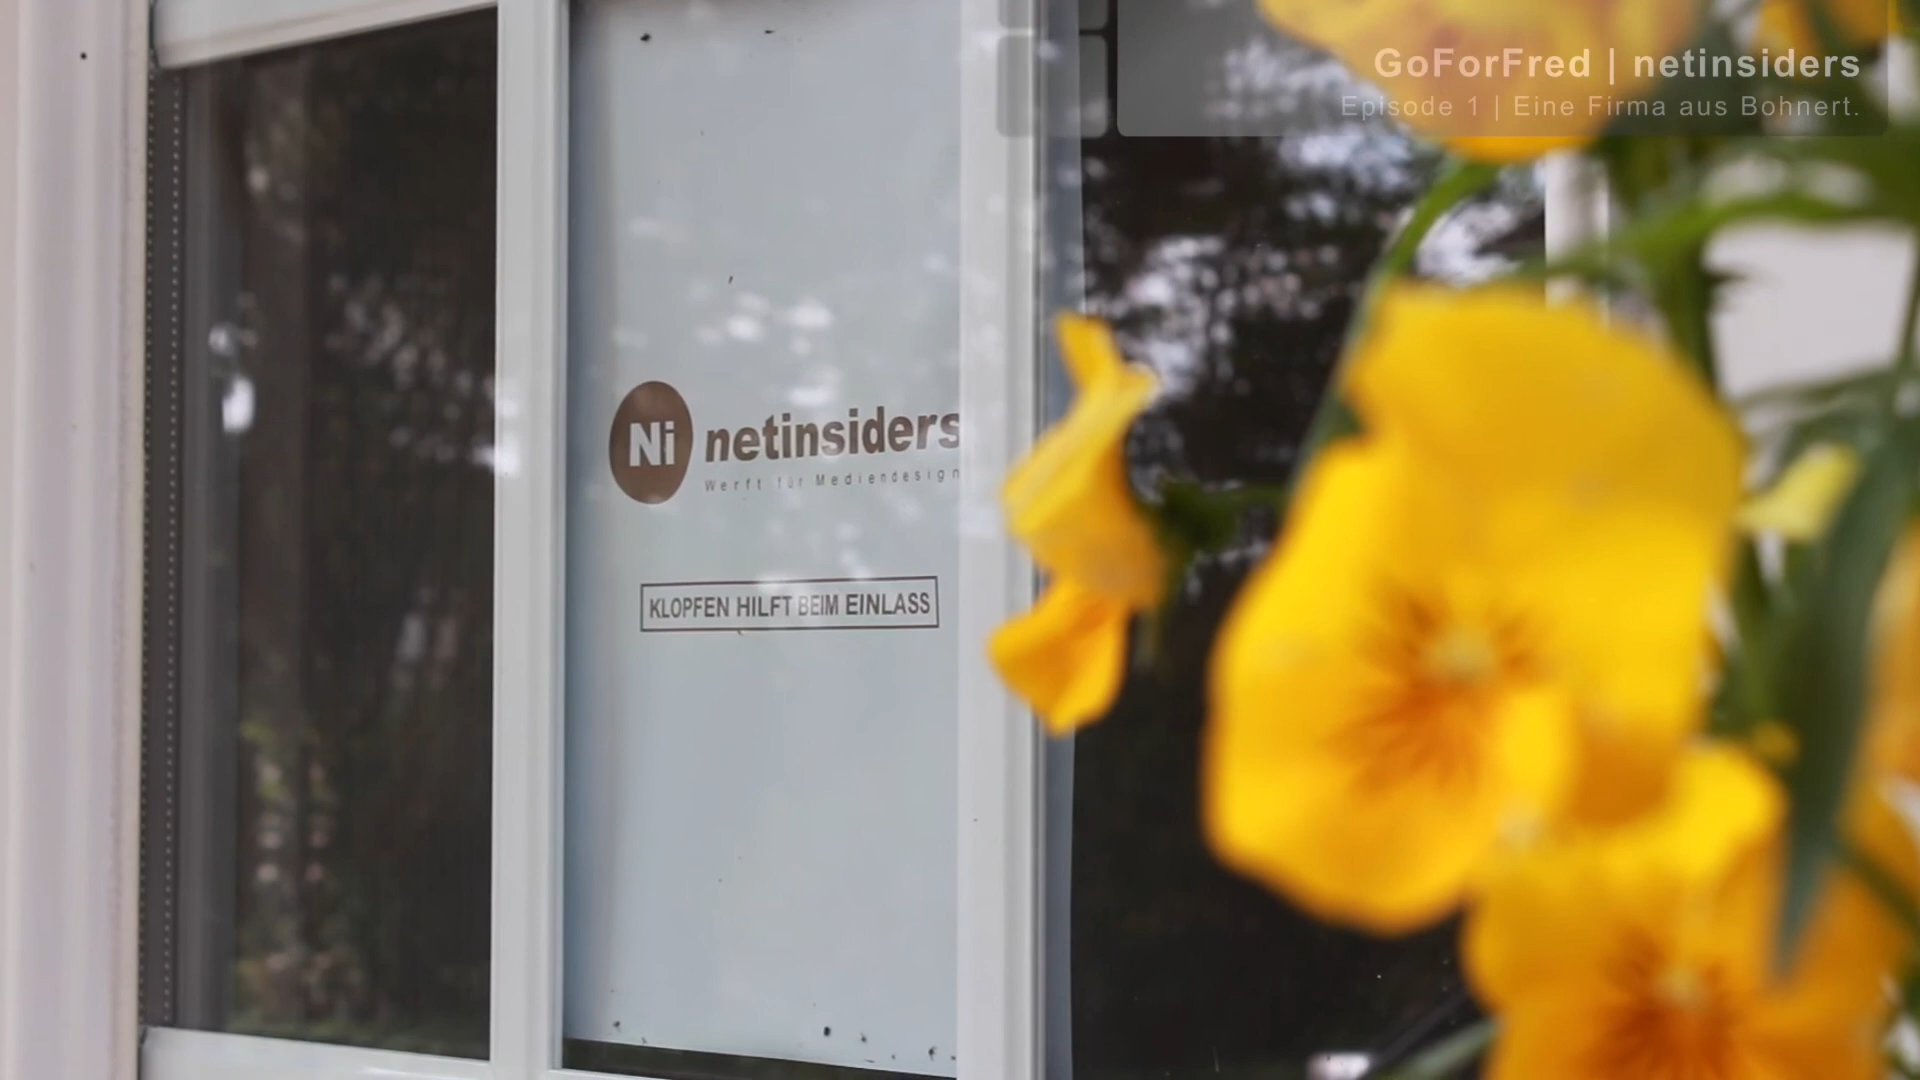 GoForFred | netinsiders
Episode 1 | Eine Firma aus Bohnert.
Ni netinsiders
Werft für Mediendesign
KLOPFEN HILFT BEIM EINLASS